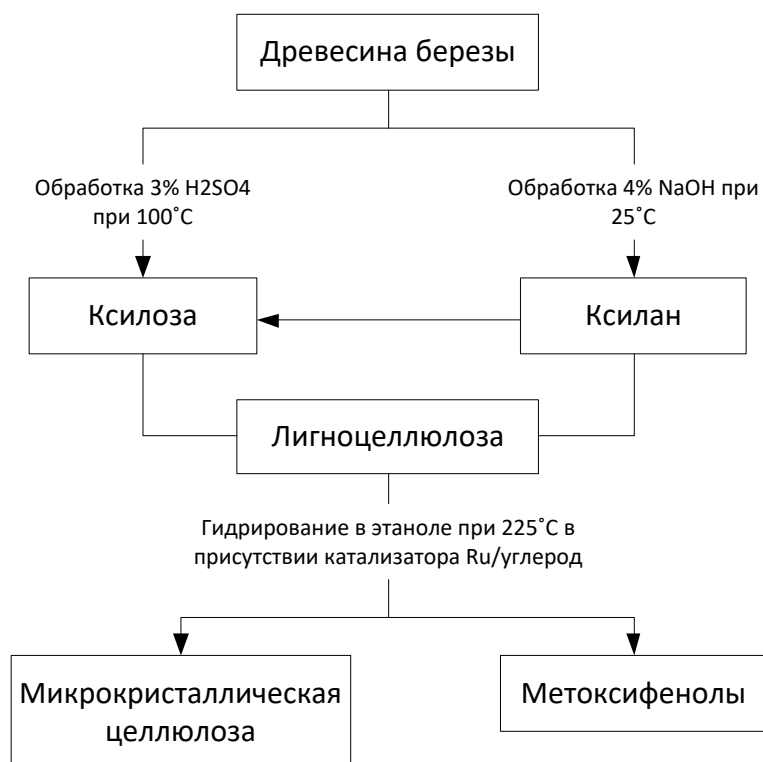 Древесина березы
Обработка 3% H2SO4
при 100˚C
Обработка 4% NaOH при
25˚C
Ксилоза
Ксилан
Лигноцеллюлоза
Гидрирование в этаноле при 225˚C в
присутствии катализатора Ru/углерод
Микрокристаллическая
целлюлоза
Метоксифенолы